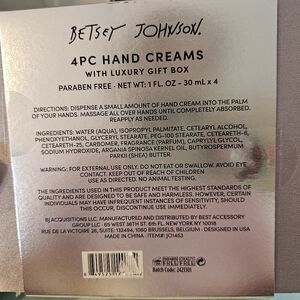 BETSEY JOHNSON.
4PC HAND CREAMS
WITH LUXURY GIFT BOX
PARABEN FREE · NET WT: 1 FL. OZ – 30 mL x 4
DIRECTIONS: DISPENSE A SMALL AMOUNT OF HAND CREAM INTO THE PALM
OF YOUR HANDS. MASSAGE ALL OVER HANDS UNTIL COMPLETELY ABSORBED.
REAPPLY AS NEEDED.
INGREDIENTS: WATER (AQUA), ISOPROPYL PALMITATE, CETEARYL ALCOHOL,
PHENOXYETHANOL, GLYCERYL STEARATE, PEG-100 STEARATE, CETEARETH-6,
CETEARETH-25, CARBOMER, FRAGRANCE (PARFUM), CAPRYLYL GLYCOL,
SODIUM HYDROXIDE, ARGANIA SPINOSA KERNEL OIL, BUTYROSPERMUM
PARKII (SHEA) BUTTER.
WARNING: FOR EXTERNAL USE ONLY. DO NOT EAT OR SWALLOW. AVOID EYE
CONTACT. KEEP OUT OF REACH OF CHILDREN
USE AS DIRECTED. NO ANIMAL TESTING.
THE INGREDIENTS USED IN THIS PRODUCT MEET THE HIGHEST STANDARDS OF
QUALITY AND ARE DESIGNED TO BE SAFE AND HARMLESS, HOWEVER, CERTAIN
INDIVIDUALS MAY HAVE INFREQUENT INSTANCES OF SENSITIVITY, SHOULD
THIS OCCUR, DISCONTINUE USE IMMEDIATELY.
BJ ACQUISITIONS LLC. MANUFACTURED AND DISTRIBUTED BY BEST ACCESSORY
GROUP LLC · 65 WEST 36TH ST. 6TH FL. NEW YORK NY 10018
RUE DE LA VICTOIRE 26, SUITE: 1060 BRUSSELS, BELGIUM · DESIGNED IN USA
MADE IN CHINA · ITEM#:
Batch Code: